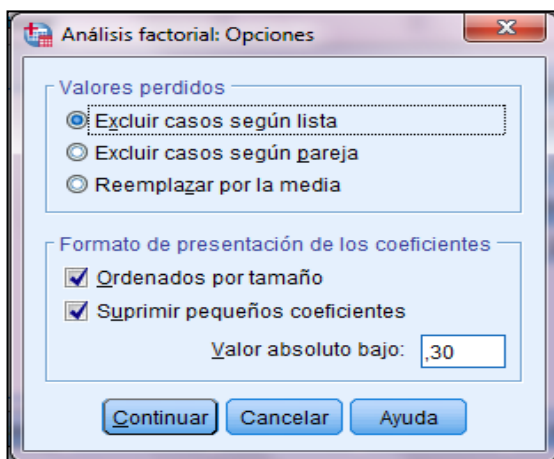 Análisis factorial: Opciones
Valores perdidos
Excluir casos según lista
Excluir casos según pareja
Reemplazar por la media
Formato de presentación de los coeficientes
Ordenados por tamaño
Suprimir pequeños coeficientes
Valor absoluto bajo: ,30
Continuar Cancelar Ayuda